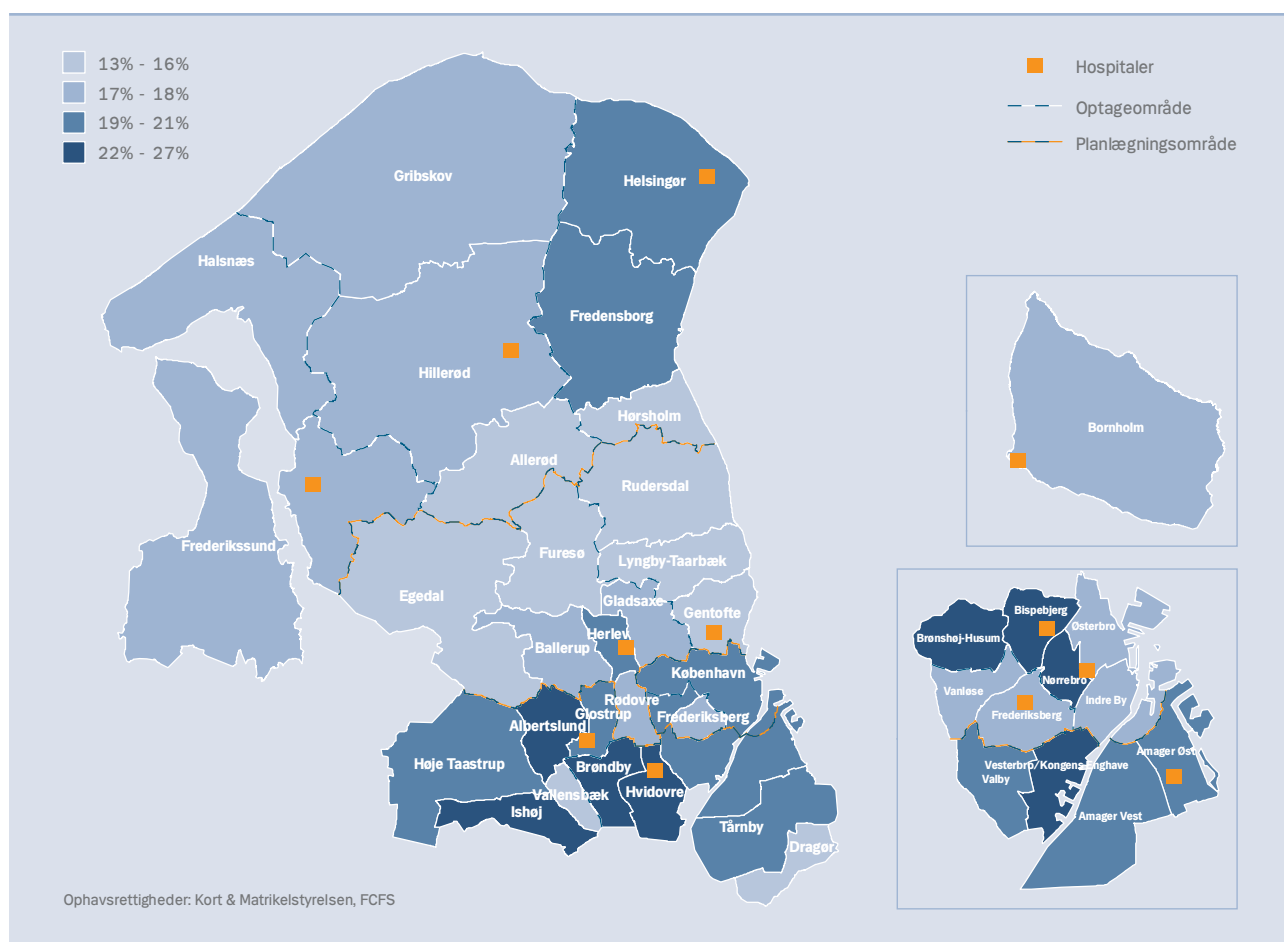 13% - 16%
17% - 18%
19% - 21%
22% - 27%
Hospitaler
Optageområde
Planlægningsområde
Gribskov
Helsingør
Halsnæs
Fredensborg
Hillerød
Hørsholm
Allerød
Rudersdal
Frederikssund
Furesø
Lyngby-Taarbæk
Egedal
Gladsaxe
Gentofte
Herlev
Ballerup
København
Rødovre
Glostrup
Frederiksberg
Albertslund
Høje Taastrup
Brøndby
Vallensbæk
Hvidovre
Ishøj
Tårnby
Dragør
Bornholm
Bispebjerg
Østerbro
Brønshøj-Husum
Nørrebro
Vanløse
Indre By
Frederiksberg
Amager Øst
Vesterbro/Kongens Enghave
Valby
Amager Vest
Ophavsrettigheder: Kort & Matrikelstyrelsen, FCFS